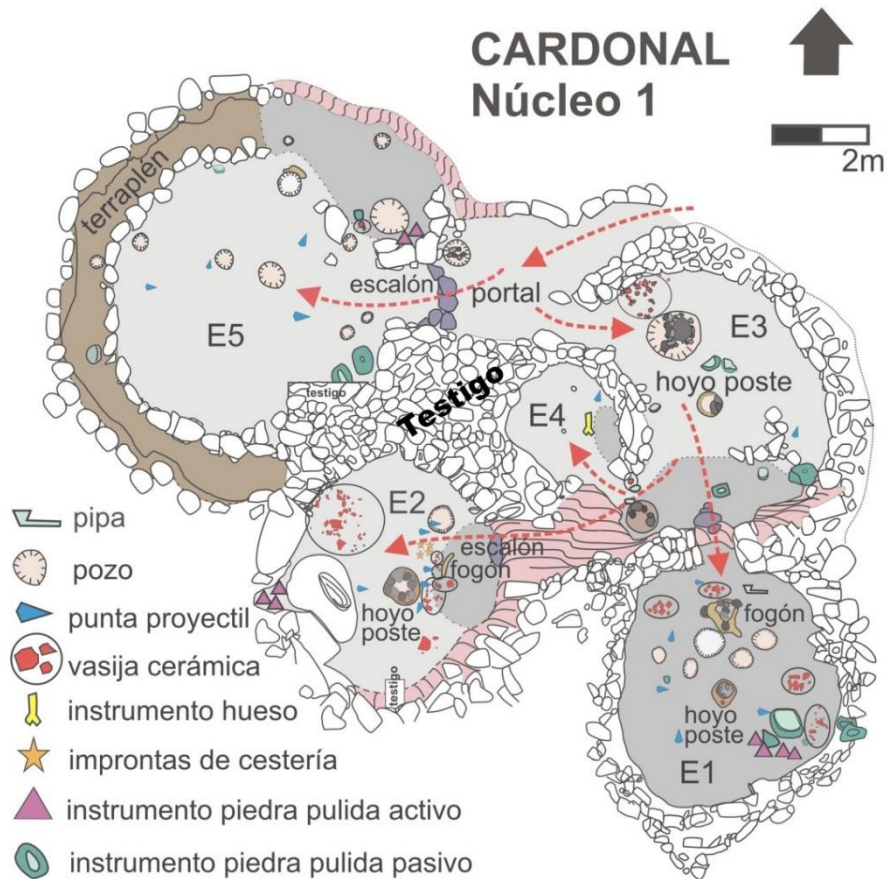 CARDONAL
Núcleo 1
2m
terraplén
escalón
portal
E5
E3
hoyo poste
testigo
Testigo
E4
E2
escalón
fogón
hoyo
poste
testigo
fogón
hoyo
poste
E1
pipa
pozo
punta proyectil
vasija cerámica
instrumento hueso
improntas de cestería
instrumento piedra pulida activo
instrumento piedra pulida pasivo